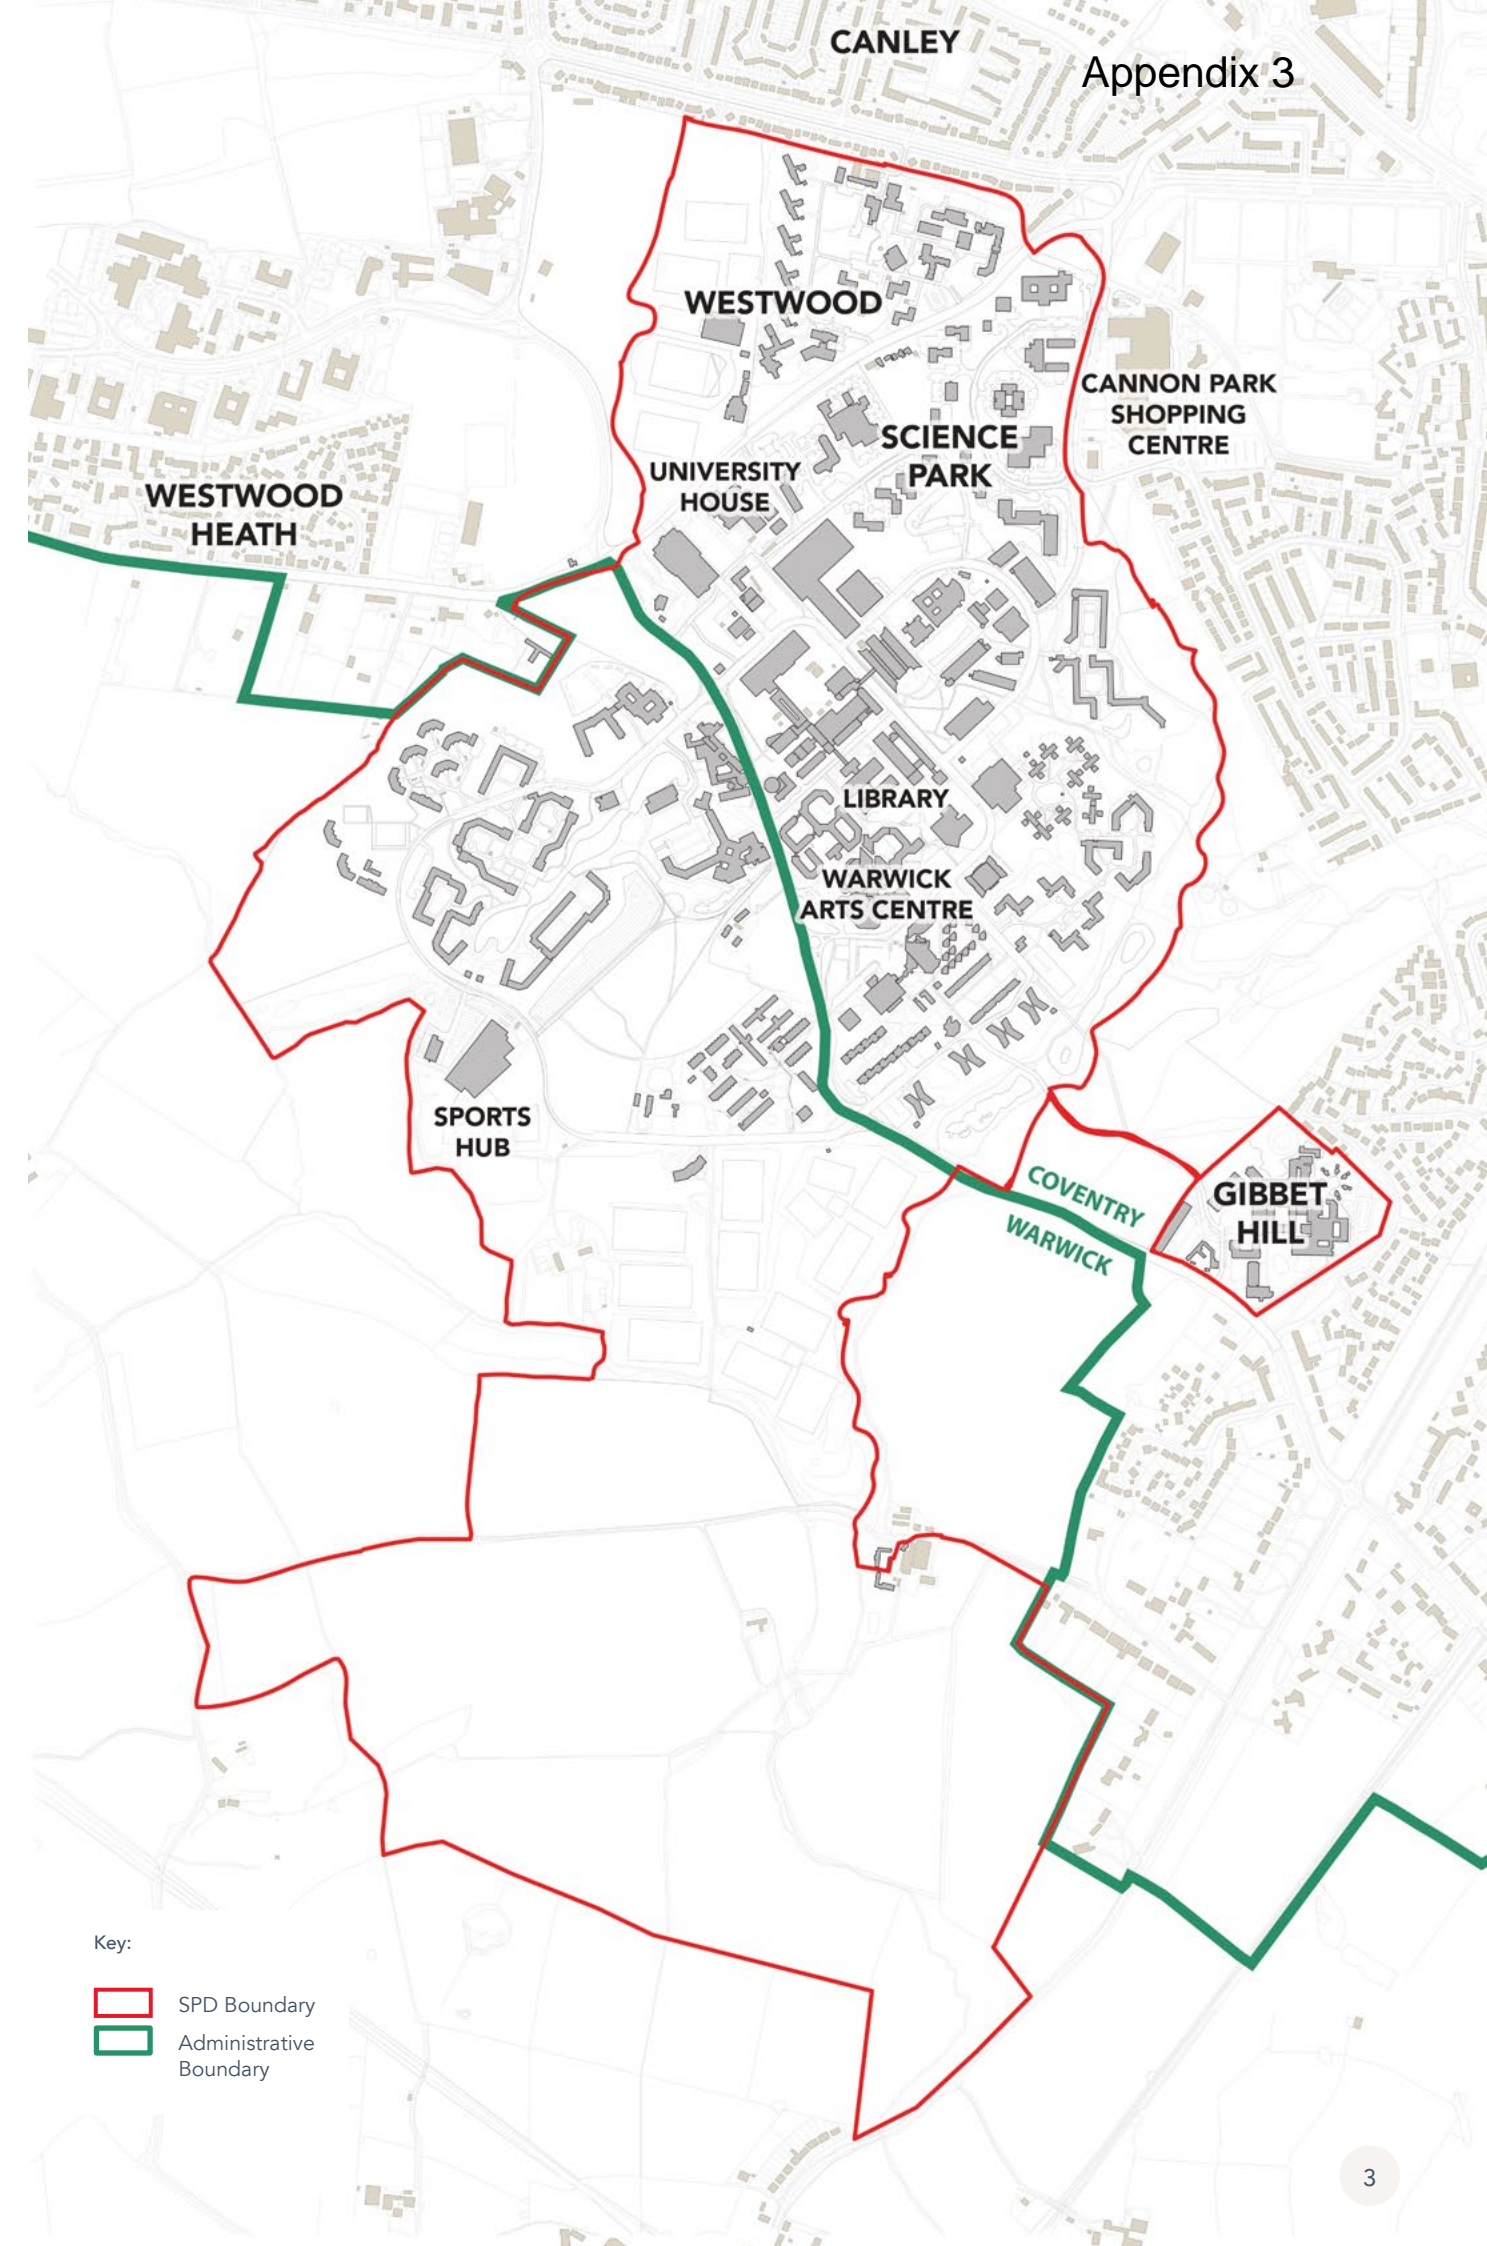 CANLEY
Appendix 3
WESTWOOD
CANNON PARK
SHOPPING
CENTRE
SCIENCE
PARK
UNIVERSITY
HOUSE
WESTWOOD
HEATH
LIBRARY
WARWICK
ARTS CENTRE
SPORTS
HUB
COVENTRY
WARWICK
GIBBET
HILL
Key:
SPD Boundary
Administrative
Boundary
3